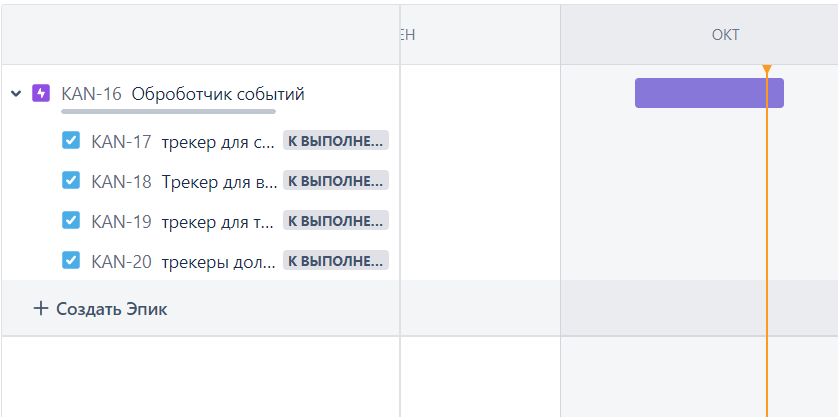 ЕН ОКТ
KAN-16 Оброботчик событий
KAN-17 трекер для с... К ВЫПОЛНЕ...
KAN-18 Трекер для в... К ВЫПОЛНЕ...
KAN-19 трекер для т... К ВЫПОЛНЕ...
KAN-20 трекеры дол... К ВЫПОЛНЕ...
+ Создать Эпик